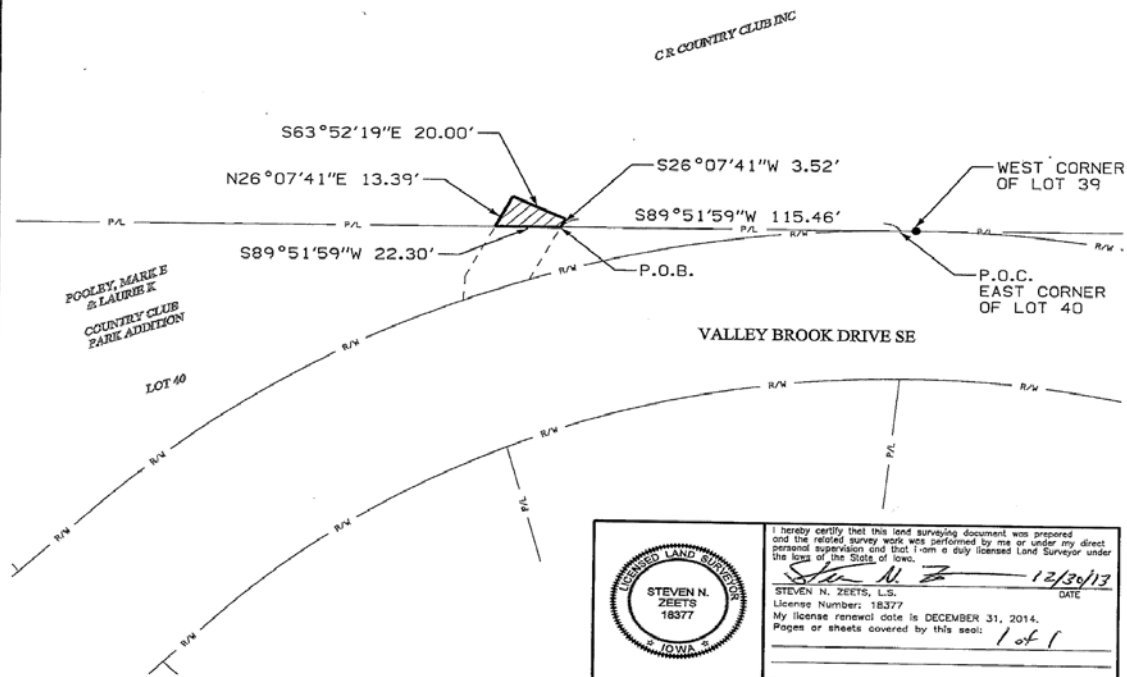 C R COUNTRY CLUB INC
S63°52'19"E 20.00'
N26°07'41"E 13.39'
S26°07'41"W 3.52'
WEST CORNER
OF LOT 39
S89°51'59"W 115.46'
P/L
P/L
P/L
R/W
P/L
R/W
S89°51'59"W 22.30'
P.O.B.
R/W
P.O.C.
EAST CORNER
OF LOT 40
POOLEY, MARK E
& LAURIE K
COUNTRY CLUB
PARK ADDITION
LOT 40
VALLEY BROOK DRIVE SE
R/W
R/W
R/W
R/W
R/W
R/W
P/L
P/L
R/W
R/W
R/W
LICENSED LAND SURVEYOR
STEVEN N.
ZEETS
18377
IOWA
I hereby certify that this land surveying document was prepared
and the related survey work was performed by me or under my direct
personal supervision and that I am a duly licensed Land Surveyor under
the laws of the State of Iowa.
12/30/13
STEVEN N. ZEETS, L.S.
DATE
License Number: 18377
My license renewal date is DECEMBER 31, 2014.
Pages or sheets covered by this seal:
1 of 1